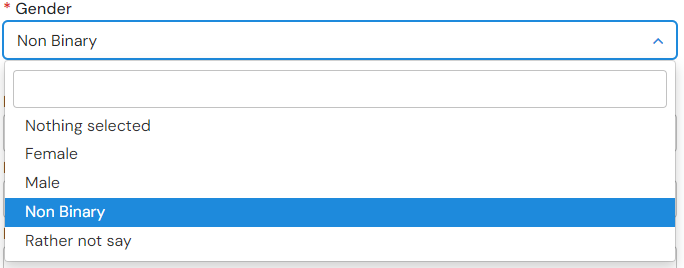 * Gender
Non Binary
Nothing selected
Female
Male
Non Binary
Rather not say